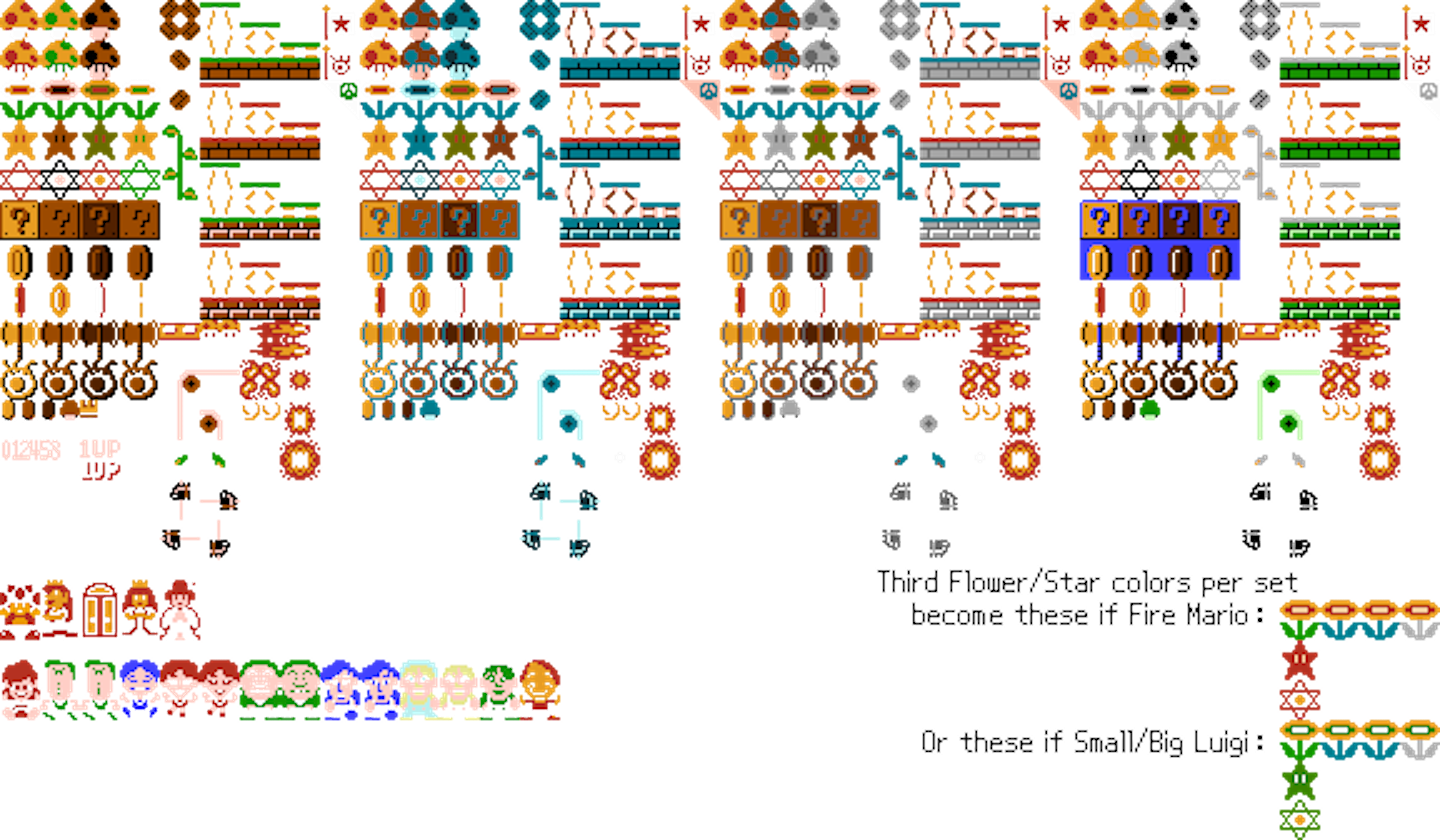 ? ? ? ? ? ? ? ? ? ? ? ? ? ? ? ?
012458 1UP
1UP
Third Flower/Star colors per set
become these if Fire Mario:
Or these if Small/Big Luigi: